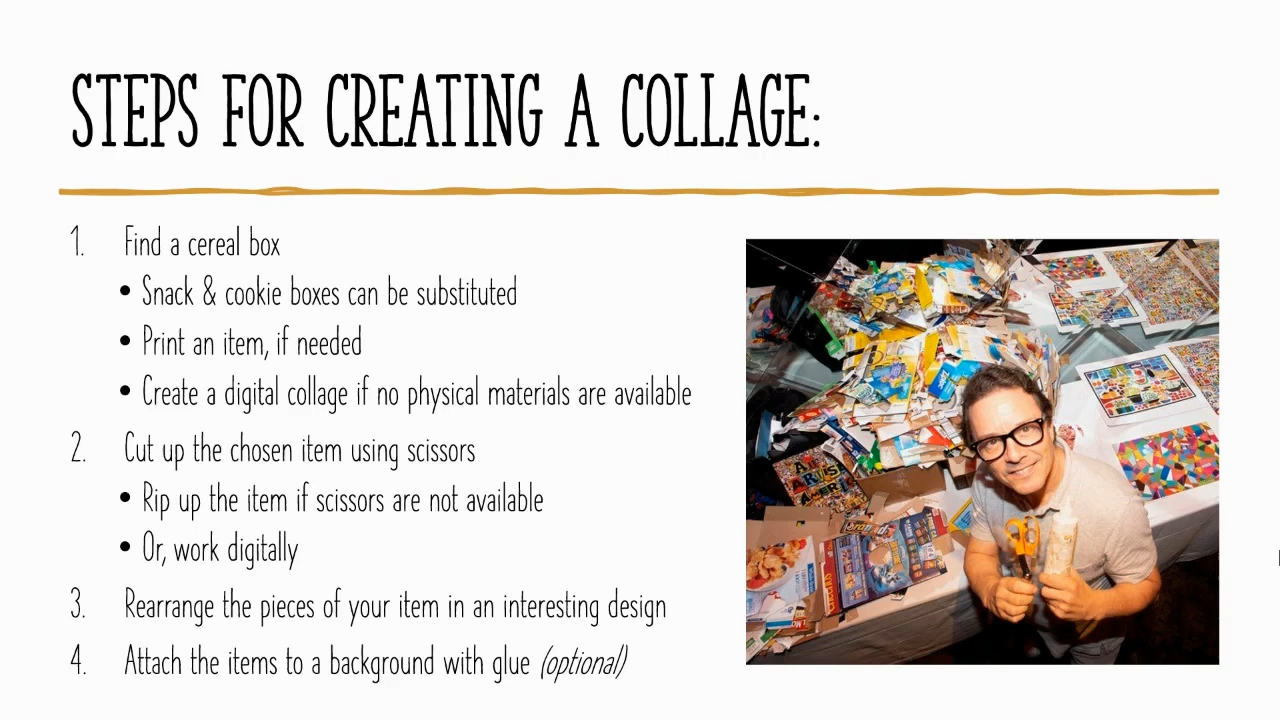 STEPS FOR CREATING A COLLAGE:
1. Find a cereal box
• Snack & cookie boxes can be substituted
• Print an item, if needed
• Create a digital collage if no physical materials are available
2. Cut up the chosen item using scissors
• Rip up the item if scissors are not available
• Or, work digitally
3. Rearrange the pieces of your item in an interesting design
4. Attach the items to a background with glue (optional)